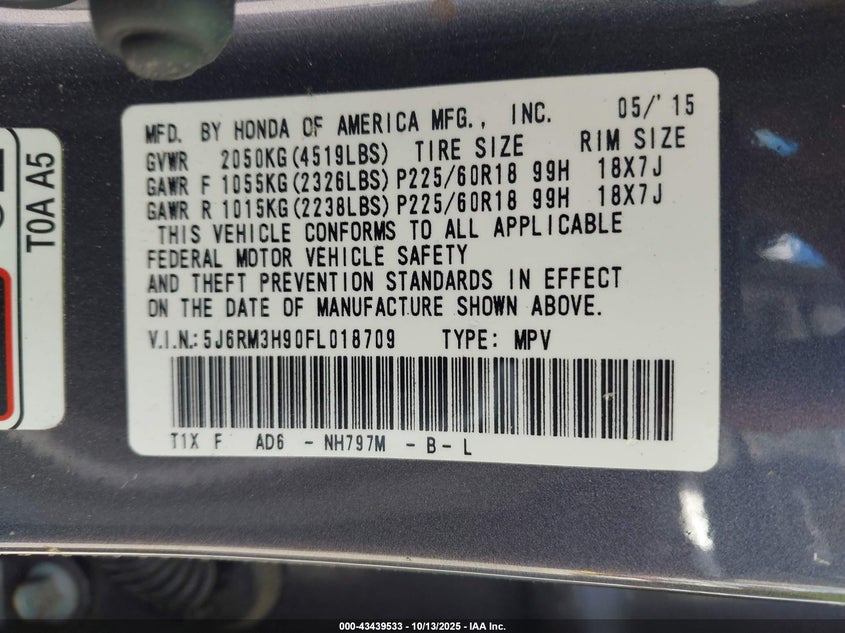 MFD. BY HONDA OF AMERICA MFG., INC. 05/'15
GVWR 2050KG(4519LBS) TIRE SIZE RIM SIZE
GAWR F 1055KG(2326LBS) P225/60R18 99H 18X7J
GAWR R 1015KG(2238LBS) P225/60R18 99H 18X7J
THIS VEHICLE CONFORMS TO ALL APPLICABLE
FEDERAL MOTOR VEHICLE SAFETY
AND THEFT PREVENTION STANDARDS IN EFFECT
ON THE DATE OF MANUFACTURE SHOWN ABOVE.
V.I.N.: 5J6RM3H90FL018709 TYPE: MPV
T1X F AD6 - NH797M - B - L
T0A A5
000-43439533 - 10/13/2025 - IAA Inc.